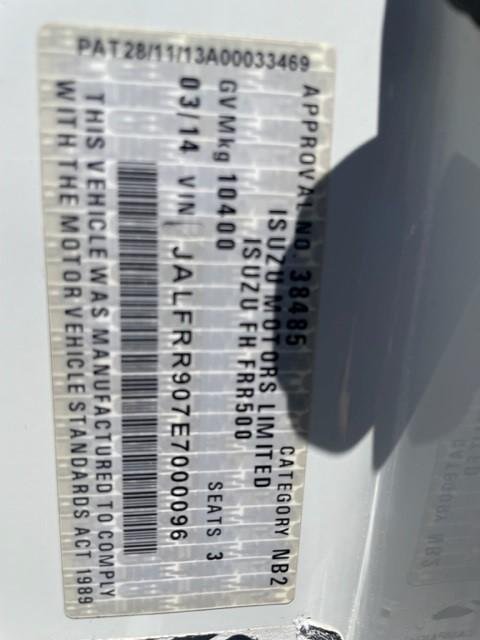 PAT28/11/13A00033469
APPROVAL NO. 38485 CATEGORY NB2
ISUZU MOTORS LIMITED
ISUZU FH FRR500
GVMkg 10400 SEATS 3
03/14 VIN JALFRR907E7000096
THIS VEHICLE WAS MANUFACTURED TO COMPLY
WITH THE MOTOR VEHICLE STANDARDS ACT 1989